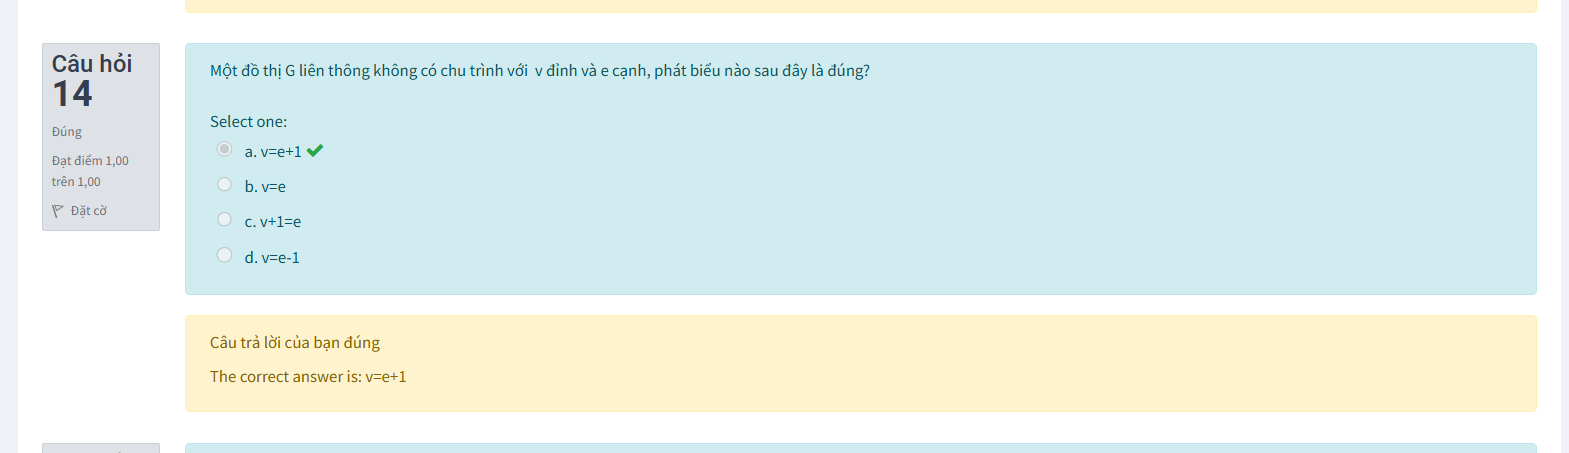 Câu hỏi
14
Đúng
Đạt điểm 1,00
trên 1,00
Đặt cờ
Một đồ thị G liên thông không có chu trình với v đỉnh và e cạnh, phát biểu nào sau đây là đúng?
Select one:
a. v=e+1
b. v=e
c. v+1=e
d. v=e-1
Câu trả lời của bạn đúng
The correct answer is: v=e+1